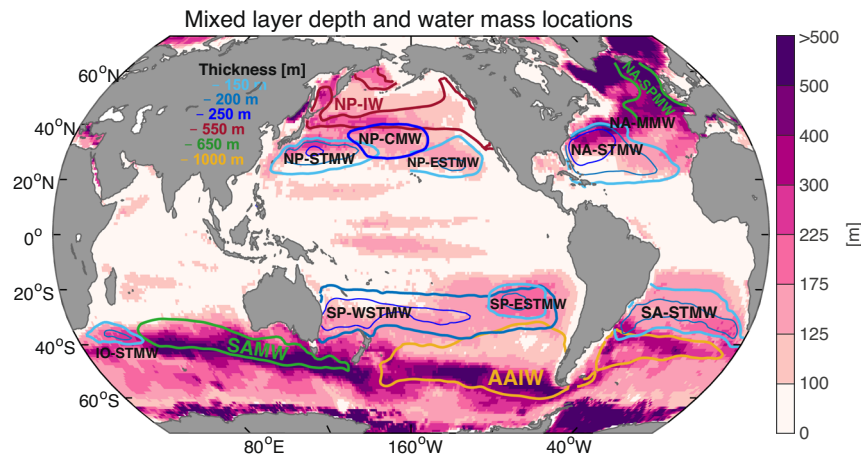 Mixed layer depth and water mass locations
Thickness [m]
– 150 m
– 200 m
– 250 m
– 550 m
– 650 m
– 1000 m
60°N
40°N
20°N
0°
20°S
40°S
60°S
80°E
160°W
40°W
NP-IW
NP-CMW
NP-STMW
NP-ESTMW
NA-SPMW
NA-MMW
NA-STMW
SP-WSTMW
SP-ESTMW
SA-STMW
IO-STMW
SAMW
AAIW
>500
500
400
300
225
175
125
100
0
[m]